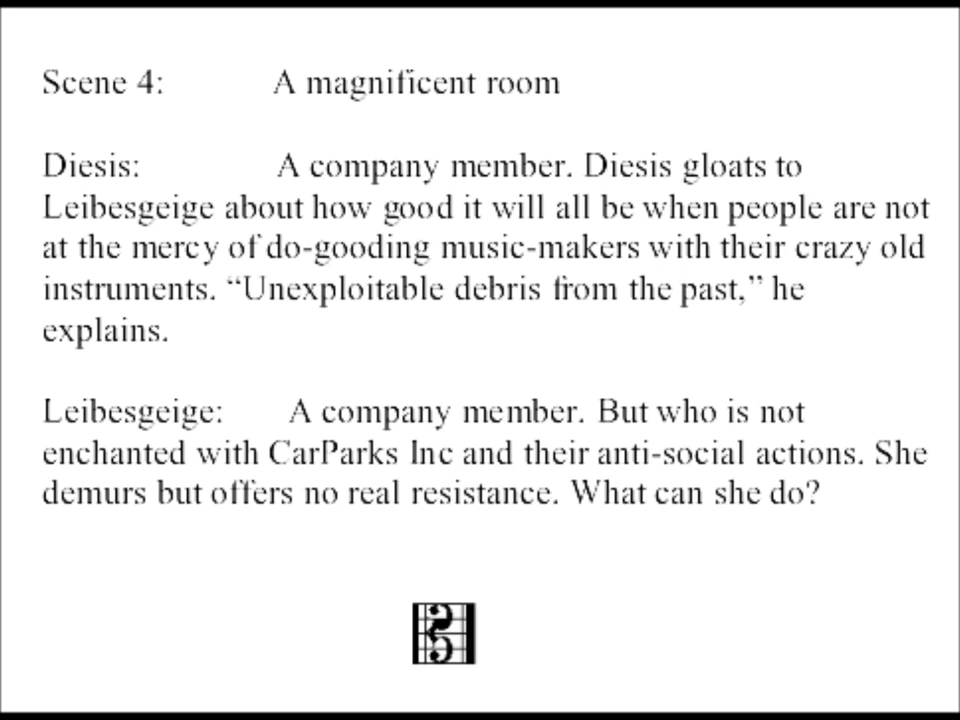 Scene 4: A magnificent room
Diesis: A company member. Diesis gloats to
Leibesgeige about how good it will all be when people are not
at the mercy of do-gooding music-makers with their crazy old
instruments. “Unexploitable debris from the past,” he
explains.
Leibesgeige: A company member. But who is not
enchanted with CarParks Inc and their anti-social actions. She
demurs but offers no real resistance. What can she do?